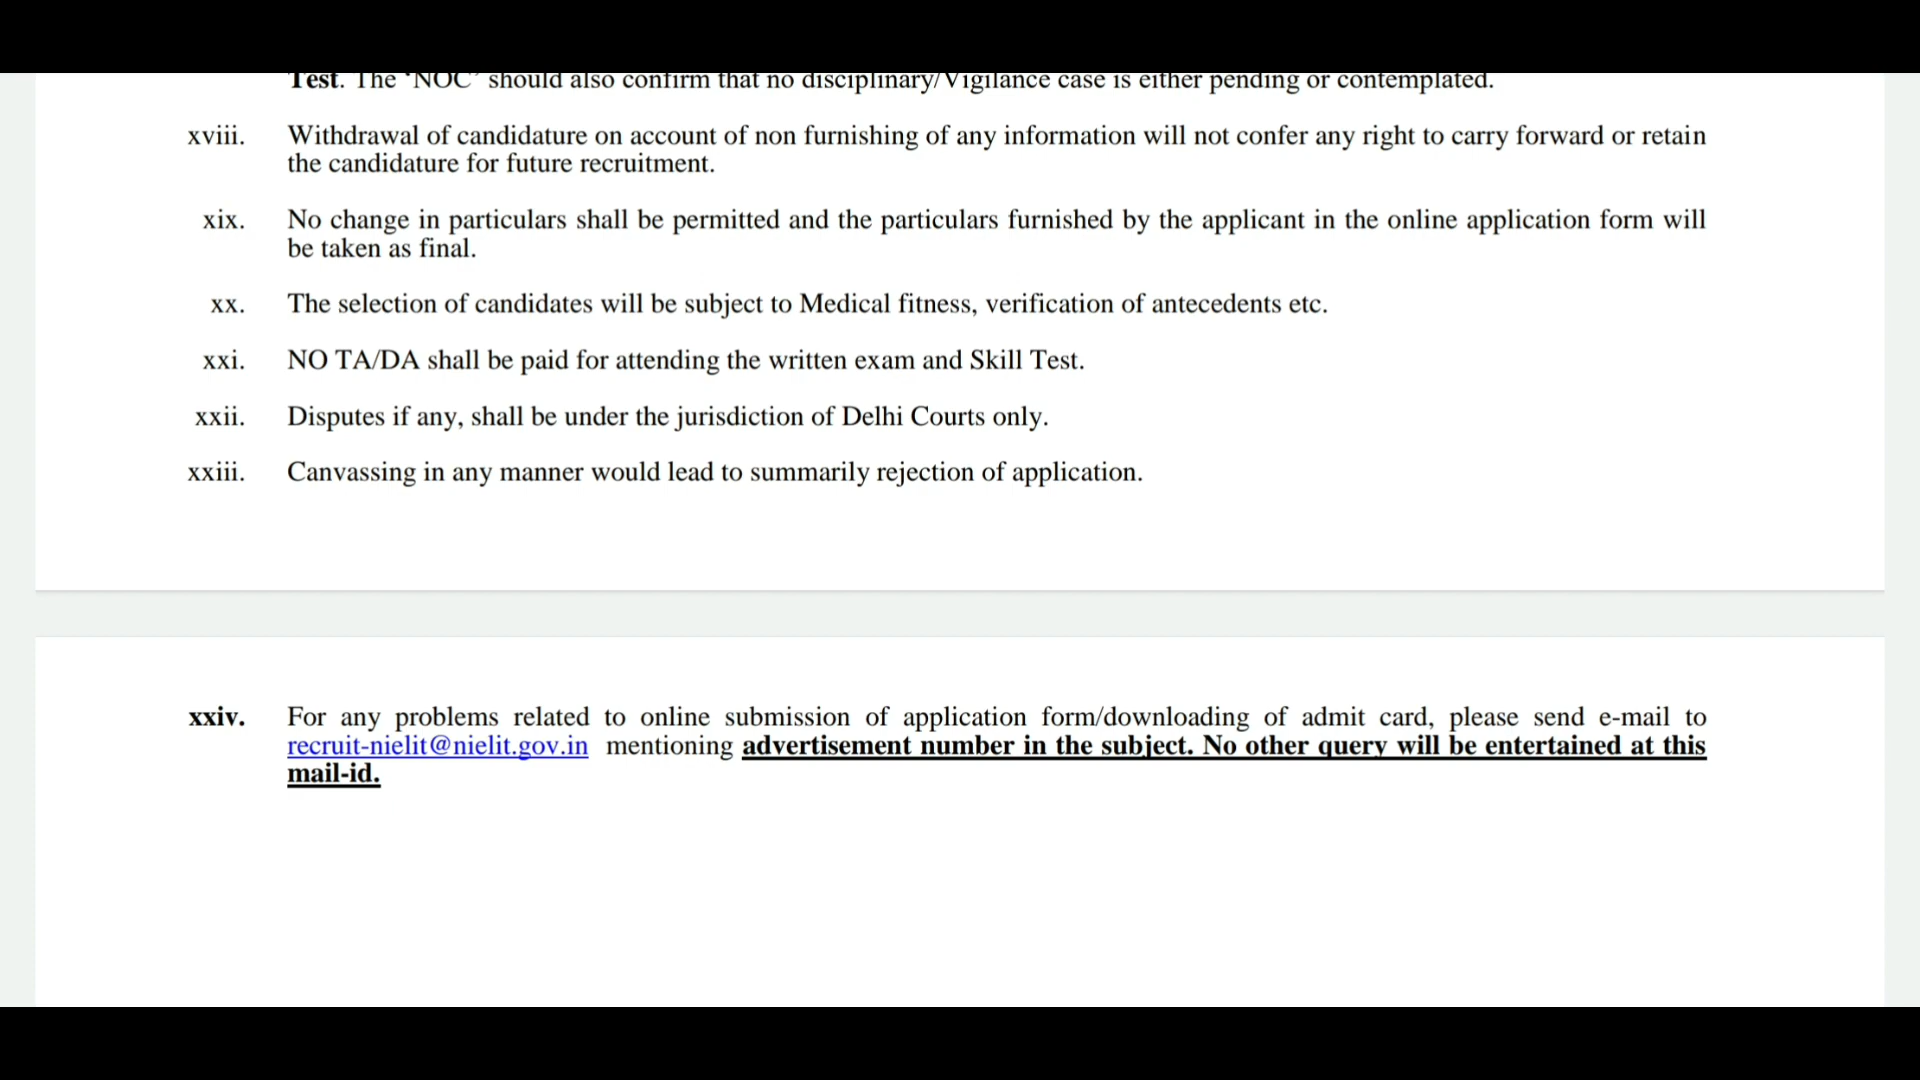 Test. The ‘NOC’ should also confirm that no disciplinary/Vigilance case is either pending or contemplated.
xviii. Withdrawal of candidature on account of non furnishing of any information will not confer any right to carry forward or retain
the candidature for future recruitment.
xix. No change in particulars shall be permitted and the particulars furnished by the applicant in the online application form will
be taken as final.
xx. The selection of candidates will be subject to Medical fitness, verification of antecedents etc.
xxi. NO TA/DA shall be paid for attending the written exam and Skill Test.
xxii. Disputes if any, shall be under the jurisdiction of Delhi Courts only.
xxiii. Canvassing in any manner would lead to summarily rejection of application.
xxiv. For any problems related to online submission of application form/downloading of admit card, please send e-mail to
recruit-nielit@nielit.gov.in mentioning advertisement number in the subject. No other query will be entertained at this
mail-id.